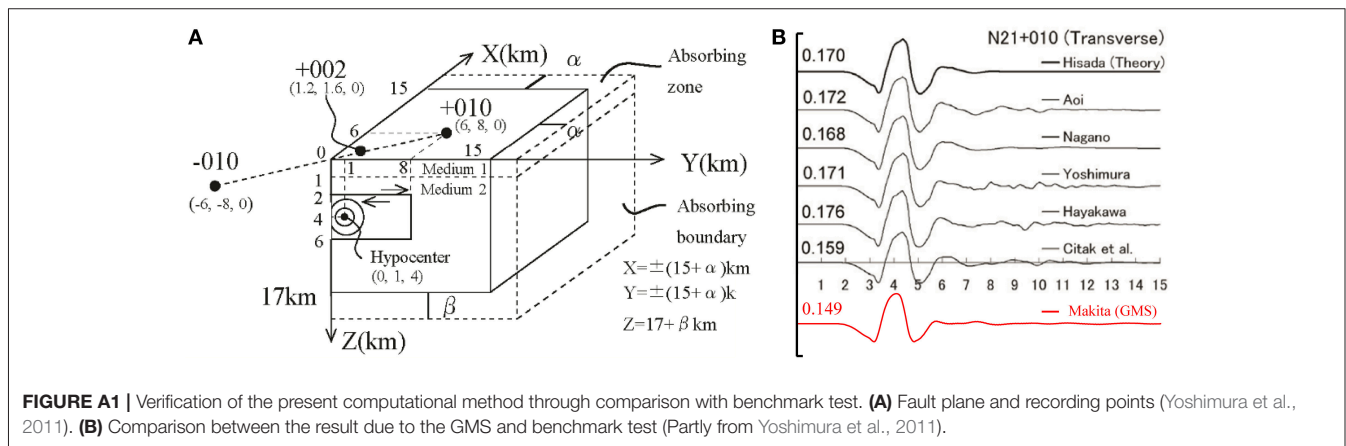 A
X(km)
+002
(1.2, 1.6, 0)
15
α
Absorbing
zone
+010
(6, 8, 0)
6
α
-010
(-6, -8, 0)
0
1
8
15
Y(km)
Medium 1
1
Medium 2
2
4
6
Absorbing
boundary
Hypocenter
(0, 1, 4)
17km
β
Z(km)
X=±(15+α)km
Y=±(15+α)k
Z=17+βkm
B
N21+010 (Transverse)
0.170
Hisada (Theory)
0.172
Aoi
0.168
Nagano
0.171
Yoshimura
0.176
Hayakawa
0.159
Citak et al.
1 2 3 4 5 6 7 8 9 10 11 12 13 14 15
0.149
Makita (GMS)
FIGURE A1 | Verification of the present computational method through comparison with benchmark test. (A) Fault plane and recording points (Yoshimura et al.,
2011). (B) Comparison between the result due to the GMS and benchmark test (Partly from Yoshimura et al., 2011).